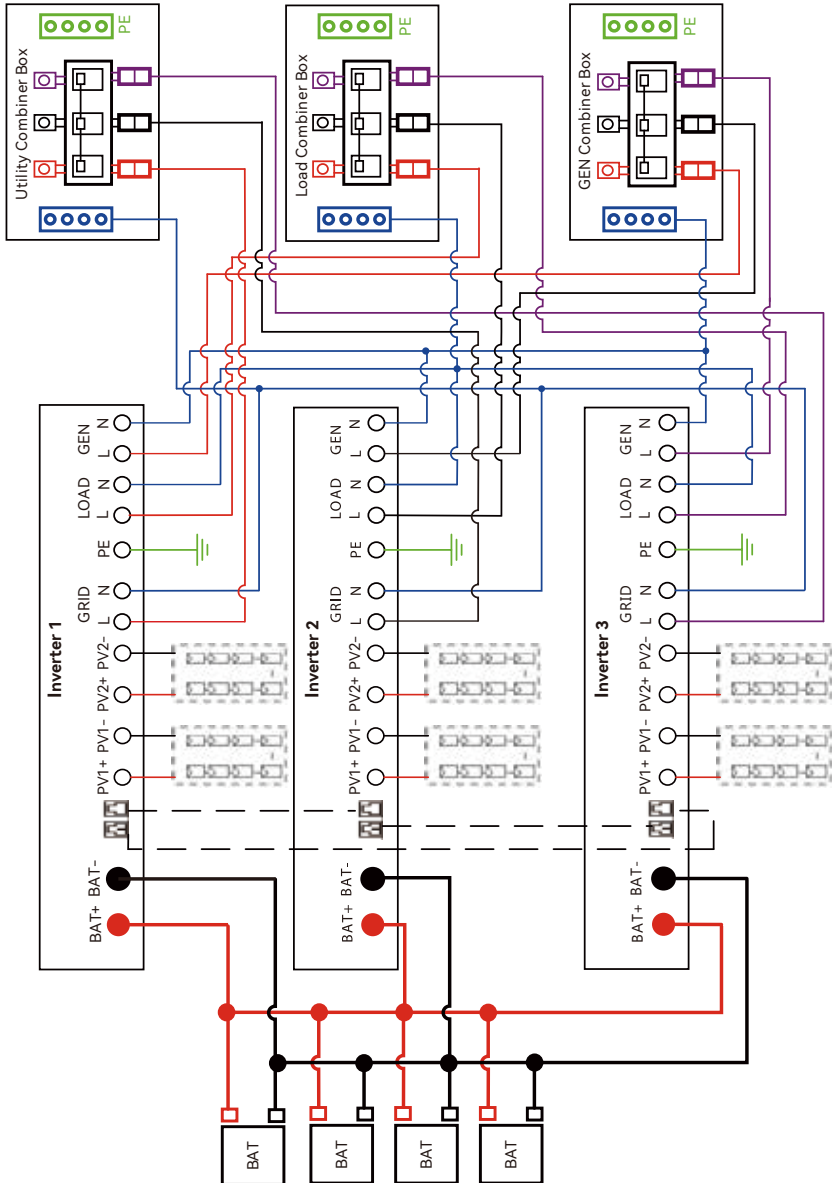 Utility Combiner Box
PE
Load Combiner Box
PE
GEN Combiner Box
PE
Inverter 1
GEN
N
L
LOAD
N
L
PE
GRID
N
L
PV2-
PV2+
PV1-
PV1+
BAT-
BAT+
Inverter 2
GEN
N
L
LOAD
N
L
PE
GRID
N
L
PV2-
PV2+
PV1-
PV1+
BAT-
BAT+
Inverter 3
GEN
N
L
LOAD
N
L
PE
GRID
N
L
PV2-
PV2+
PV1-
PV1+
BAT-
BAT+
BAT
BAT
BAT
BAT